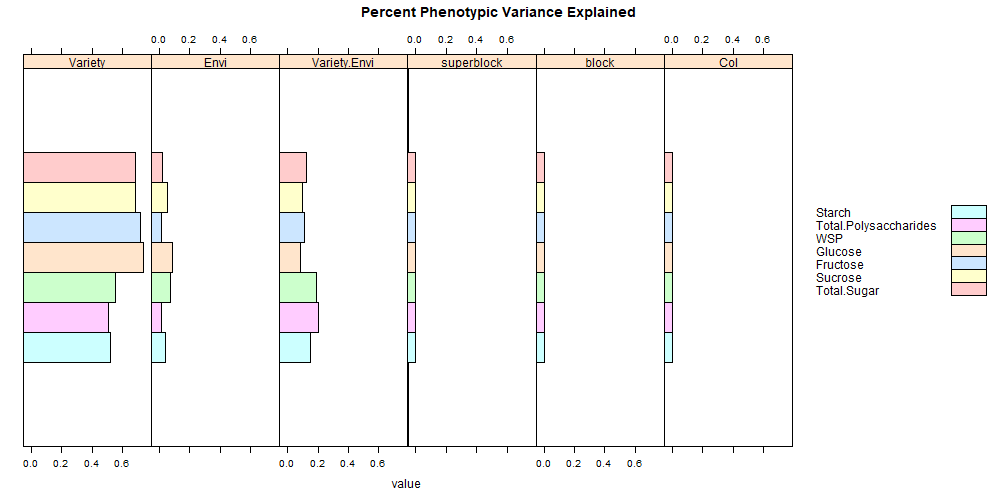 Percent Phenotypic Variance Explained
0.0 0.2 0.4 0.6 0.0 0.2 0.4 0.6 0.0 0.2 0.4 0.6
Variety Envi Variety.Envi superblock block Col
Starch
Total.Polysaccharides
WSP
Glucose
Fructose
Sucrose
Total.Sugar
0.0 0.2 0.4 0.6 0.0 0.2 0.4 0.6 0.0 0.2 0.4 0.6
value